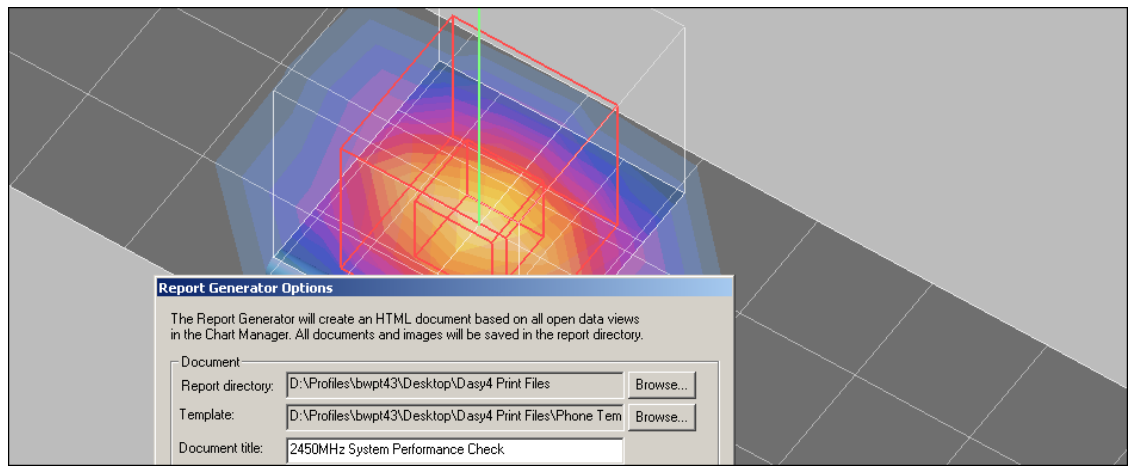 Report Generator Options
The Report Generator will create an HTML document based on all open data views
in the Chart Manager. All documents and images will be saved in the report directory.
Document
Report directory: D:\Profiles\bwpt43\Desktop\Dasy4 Print Files Browse...
Template: D:\Profiles\bwpt43\Desktop\Dasy4 Print Files\Phone Tem Browse...
Document title: 2450MHz System Performance Check